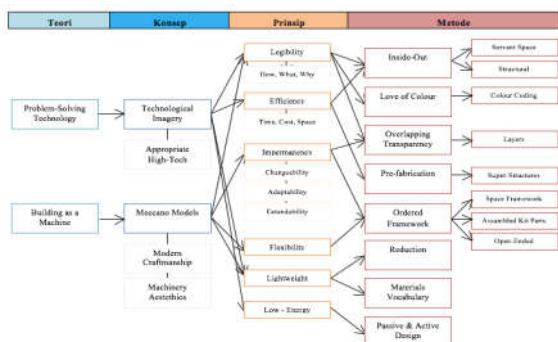 Teori
Konsep
Prinsip
Metode
Problem-Solving
Technology
Building as a
Machine
Technological
Imagery
Appropriate
High-Tech
Meccano Models
Modern
Craftmanship
Machinery
Aestethics
Legibility
How, What, Why
Efficiency
Time, Cost, Space
Impermanency
Changeability
Adaptability
Extendability
Flexibility
Lightweight
Low - Energy
Inside-Out
Love of Colour
Overlapping
Transparency
Pre-fabrication
Ordered
Framework
Reduction
Materials
Vocabulary
Passive & Active
Design
Servant Space
Structural
Colour Coding
Layers
Super-Structures
Space Framework
Assembled Kit Parts
Open-Ended